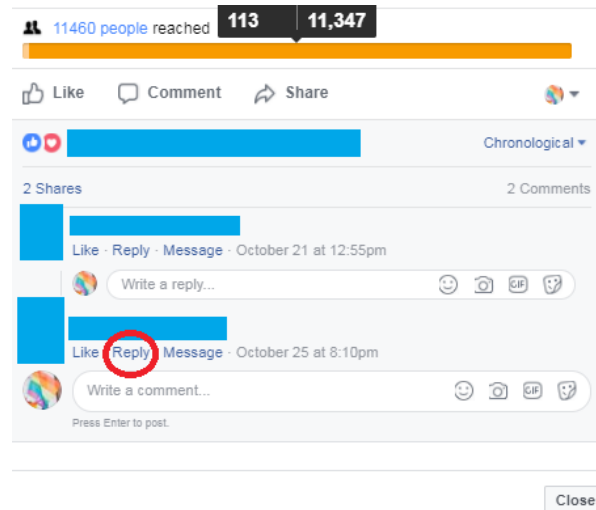 11460 people reached 113 11,347
Like Comment Share
Chronological
2 Shares 2 Comments
Like · Reply · Message · October 21 at 12:55pm
Write a reply...
GIF
Like · Reply · Message · October 25 at 8:10pm
Write a comment...
GIF
Press Enter to post.
Close